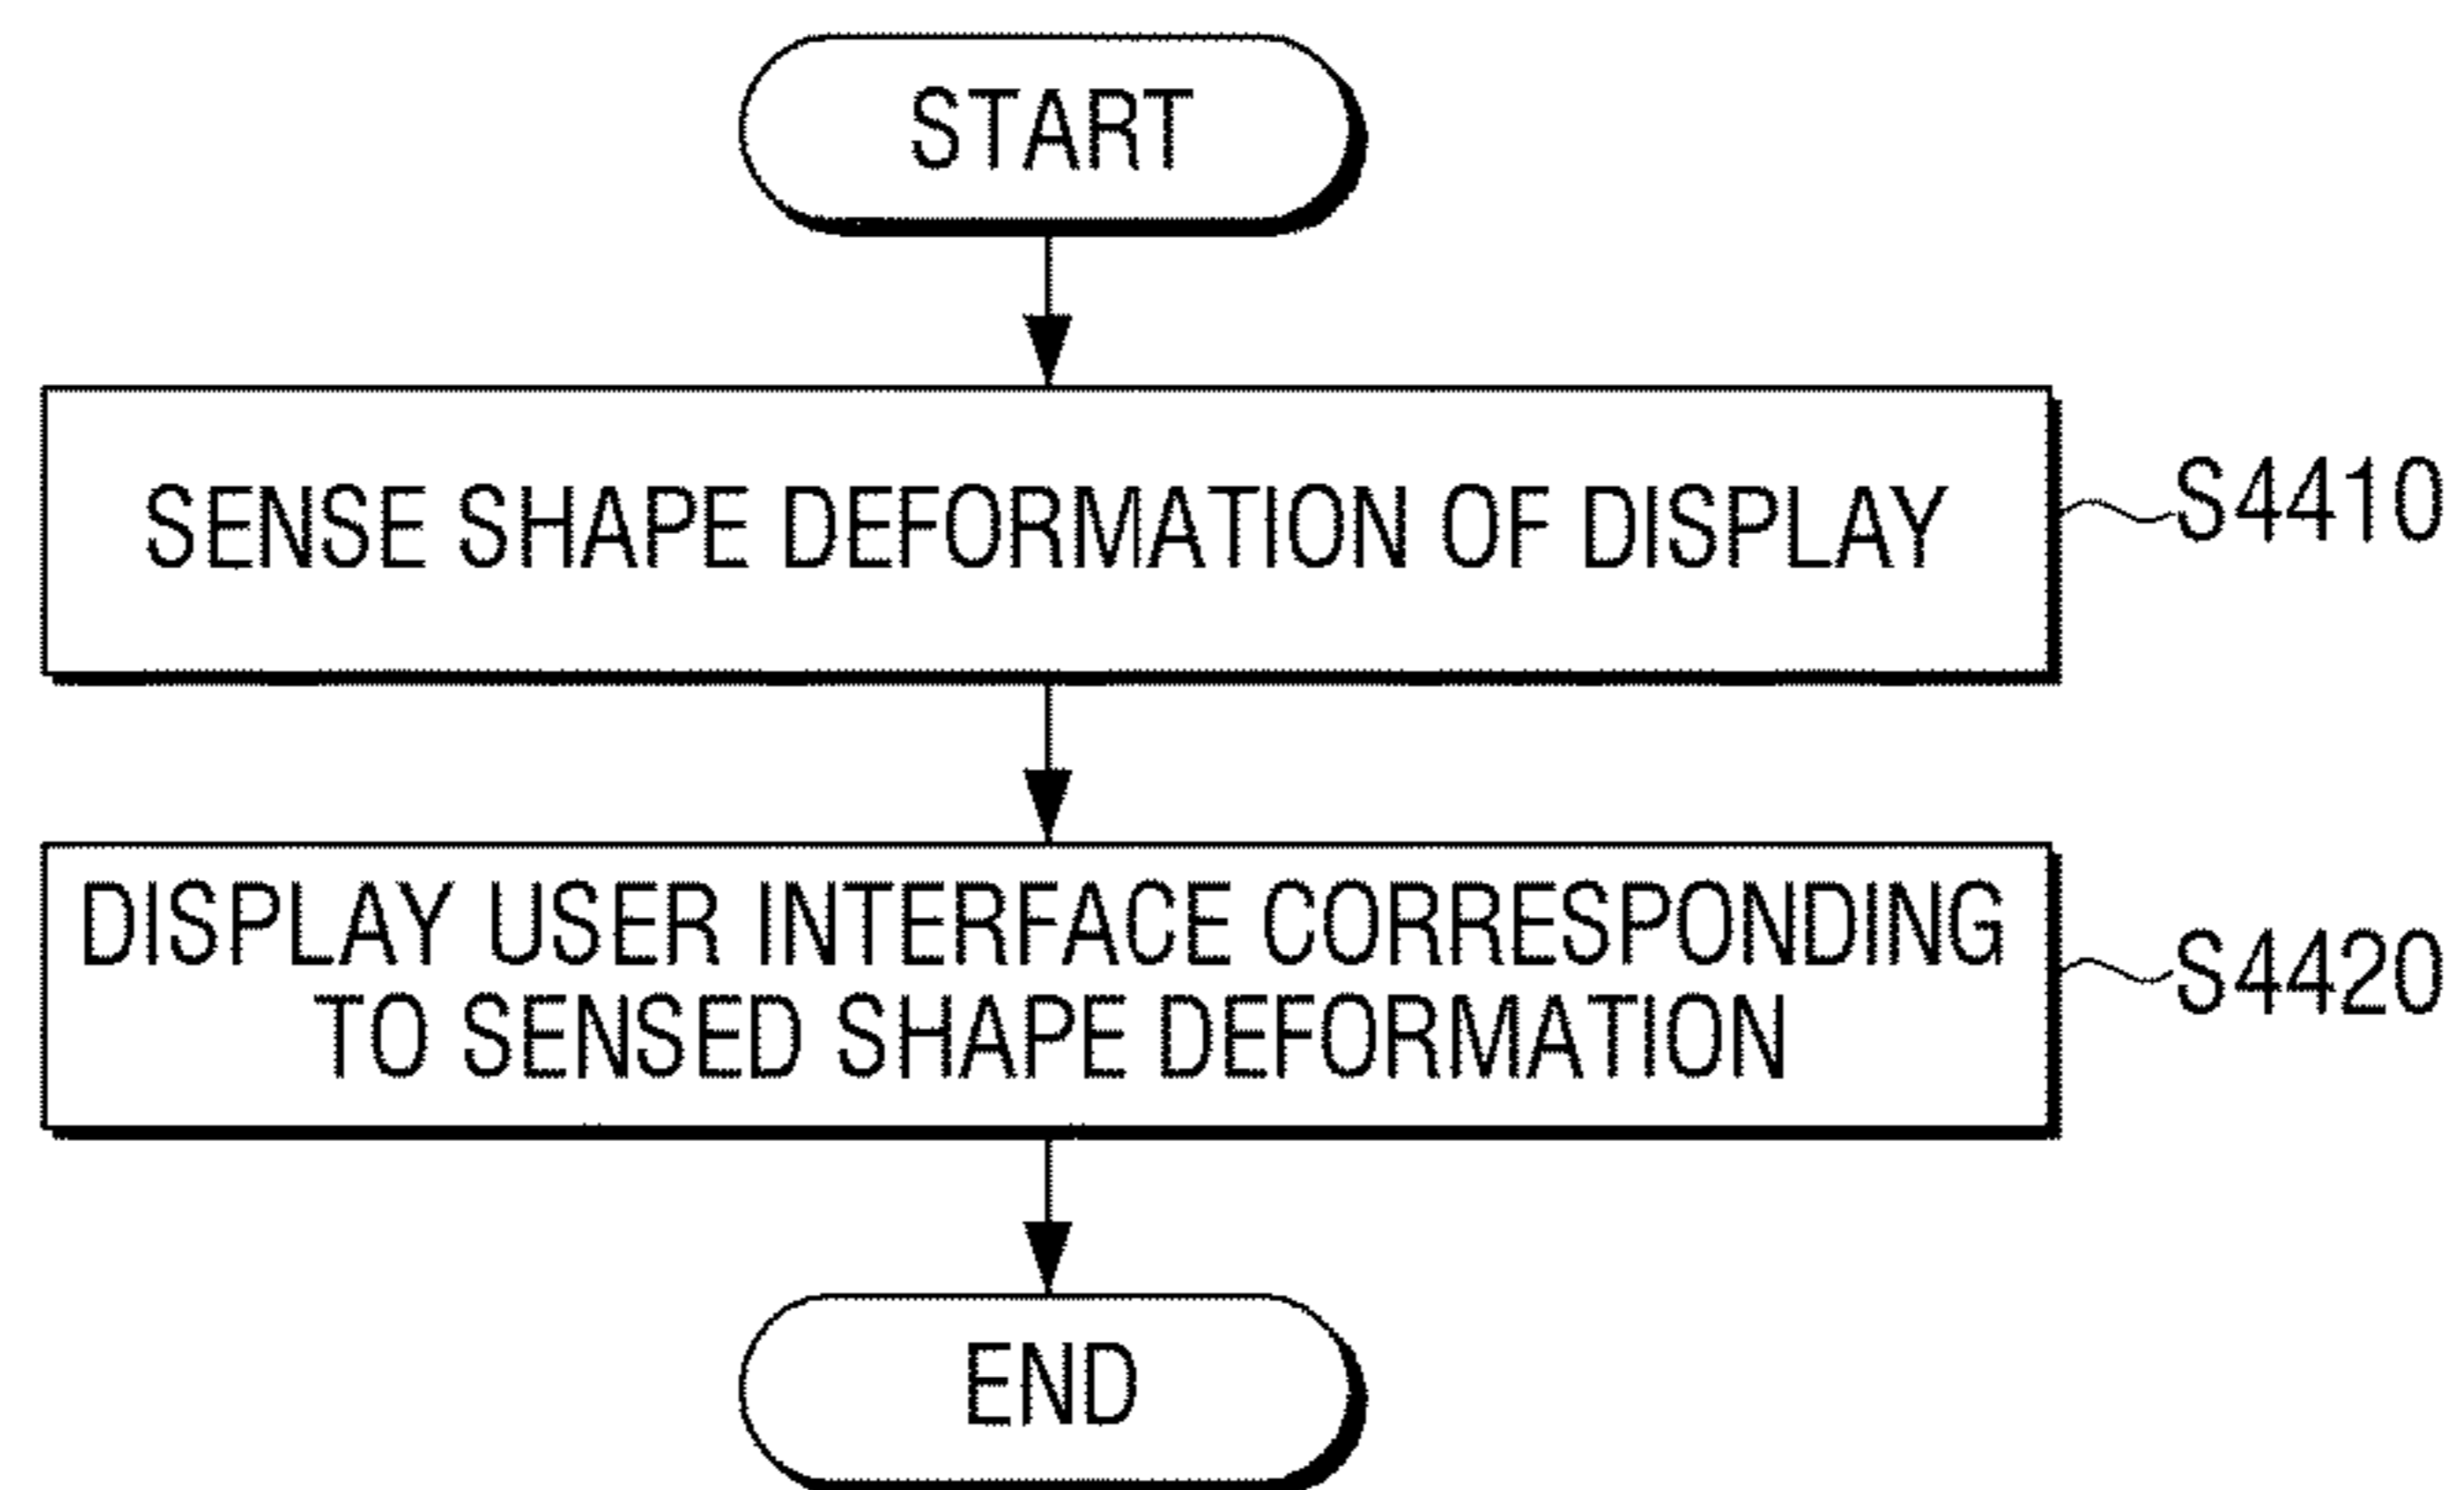 START
SENSE SHAPE DEFORMATION OF DISPLAY
S4410
DISPLAY USER INTERFACE CORRESPONDING
TO SENSED SHAPE DEFORMATION
S4420
END